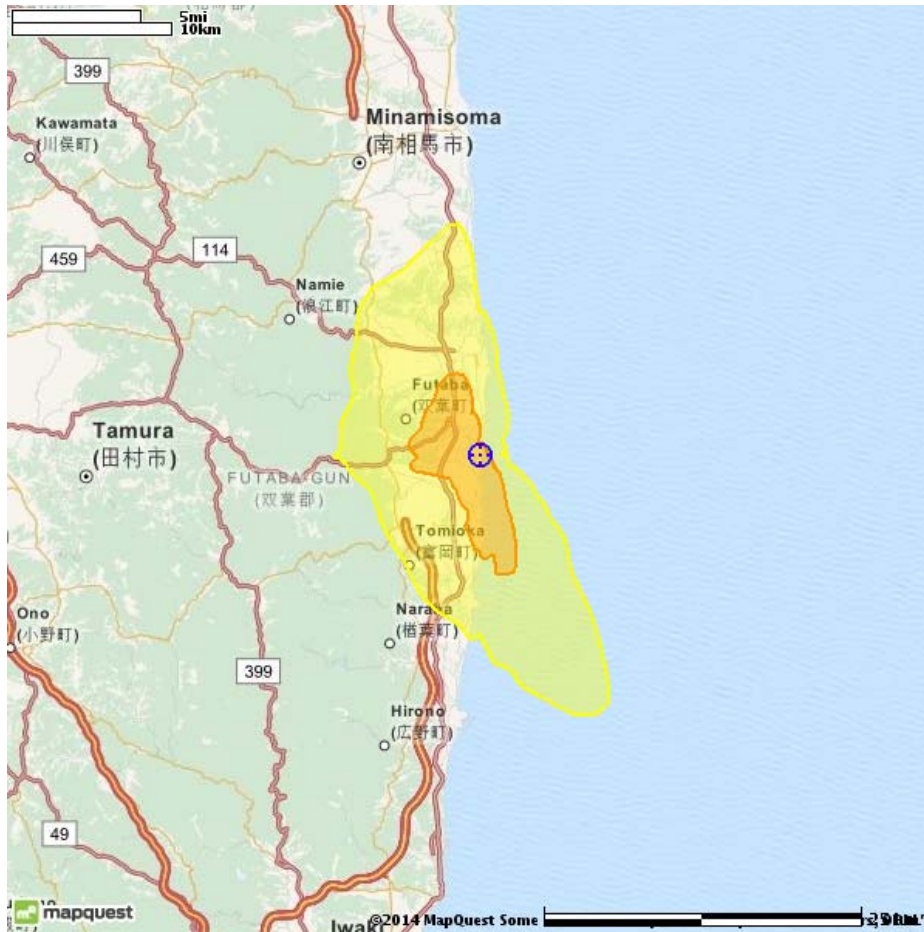 5mi
10km
399
Minamisoma
(南相馬市)
Kawamata
(川俣町)
114
459
Namie
(浪江町)
Futaba
(双葉町
Tamura
(田村市)
FUTABA-GUN
(双葉郡)
Tomioka
(富岡町)
Naraha
(楢葉町)
Ono
(小野町)
399
Hirono
(広野町)
49
mapquest
©2014 MapQuest Some
Iwaki